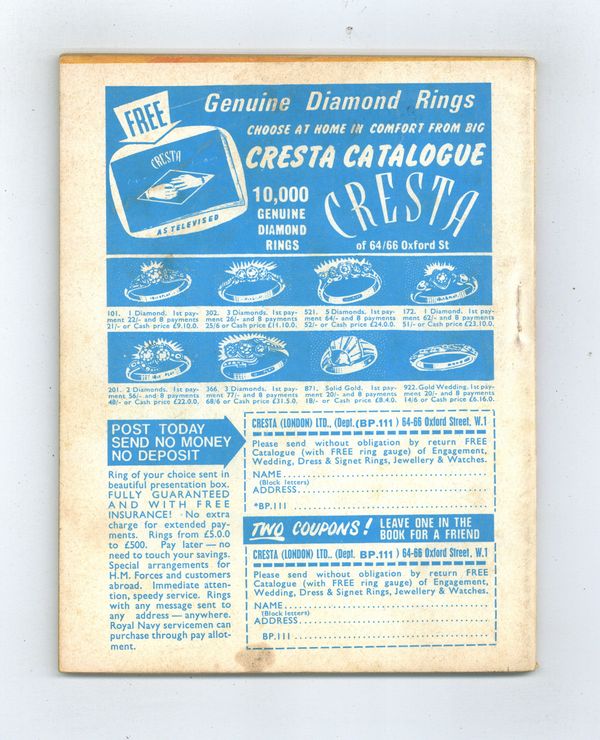 FREE
Genuine Diamond Rings
CHOOSE AT HOME IN COMFORT FROM BIG
CRESTA CATALOGUE
CRESTA
AS TELEVISED
10,000
GENUINE
DIAMOND
RINGS
CRESTA
of 64/66 Oxford St
101. 1 Diamond. 1st pay-
ment 22/- and 8 payments
21/- or Cash price £9.10.0.
302. 3 Diamonds. 1st pay-
ment 26/- and 8 payments
25/6 or Cash price £11.10.0.
521. 5 Diamonds. 1st pay-
ment 64/- and 8 payments
52/- or Cash price £24.0.0.
172. 1 Diamond. 1st pay-
ment 62/- and 8 payments
51/- or Cash price £23.10.0.
201. 2 Diamonds. 1st pay-
ment 56/- and 8 payments
48/- or Cash price £22.0.0.
366. 3 Diamonds. 1st pay-
ment 77/- and 8 payments
68/6 or Cash price £31.5.0.
871. Solid Gold. 1st pay-
ment 20/- and 8 payments
18/- or Cash price £8.4.0.
922. Gold Wedding. 1st pay-
ment 20/- and 8 payments
14/6 or Cash price £6.16.0.
POST TODAY
SEND NO MONEY
NO DEPOSIT
Ring of your choice sent in
beautiful presentation box.
FULLY GUARANTEED
AND WITH FREE
INSURANCE! No extra
charge for extended pay-
ments. Rings from £5.0.0
to £500. Pay later — no
need to touch your savings.
Special arrangements for
H.M. Forces and customers
abroad. Immediate atten-
tion, speedy service. Rings
with any message sent to
any address — anywhere.
Royal Navy servicemen can
purchase through pay allot-
ment.
CRESTA (LONDON) LTD., (Dept. BP.111 ) 64-66 Oxford Street, W.1
Please send without obligation by return FREE
Catalogue (with FREE ring gauge) of Engagement,
Wedding, Dress & Signet Rings, Jewellery & Watches.
NAME
(Block letters)
ADDRESS
*BP.111
TWO COUPONS! LEAVE ONE IN THE
BOOK FOR A FRIEND
CRESTA (LONDON) LTD., (Dept. BP.111 ) 64-66 Oxford Street, W.1
Please send without obligation by return FREE
Catalogue (with FREE ring gauge) of Engagement,
Wedding, Dress & Signet Rings, Jewellery & Watches.
NAME
(Block letters)
ADDRESS
BP.111